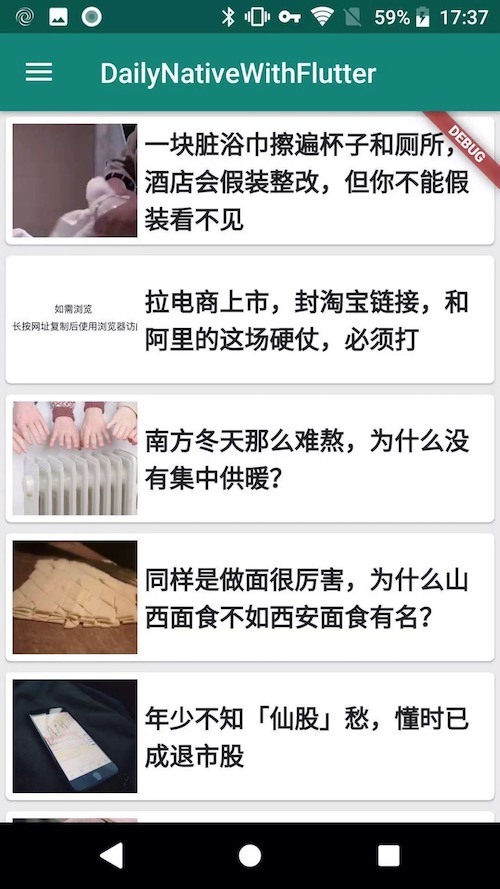 59% 17:37
DailyNativeWithFlutter
DEBUG
一块脏浴巾擦遍杯子和厕所，
酒店会假装整改，但你不能假
装看不见
如需浏览
长按网址复制后使用浏览器访
拉电商上市，封淘宝链接，和
阿里的这场硬仗，必须打
南方冬天那么难熬，为什么没
有集中供暖？
同样是做面很厉害，为什么山
西面食不如西安面食有名？
年少不知「仙股」愁，懂时已
成退市股